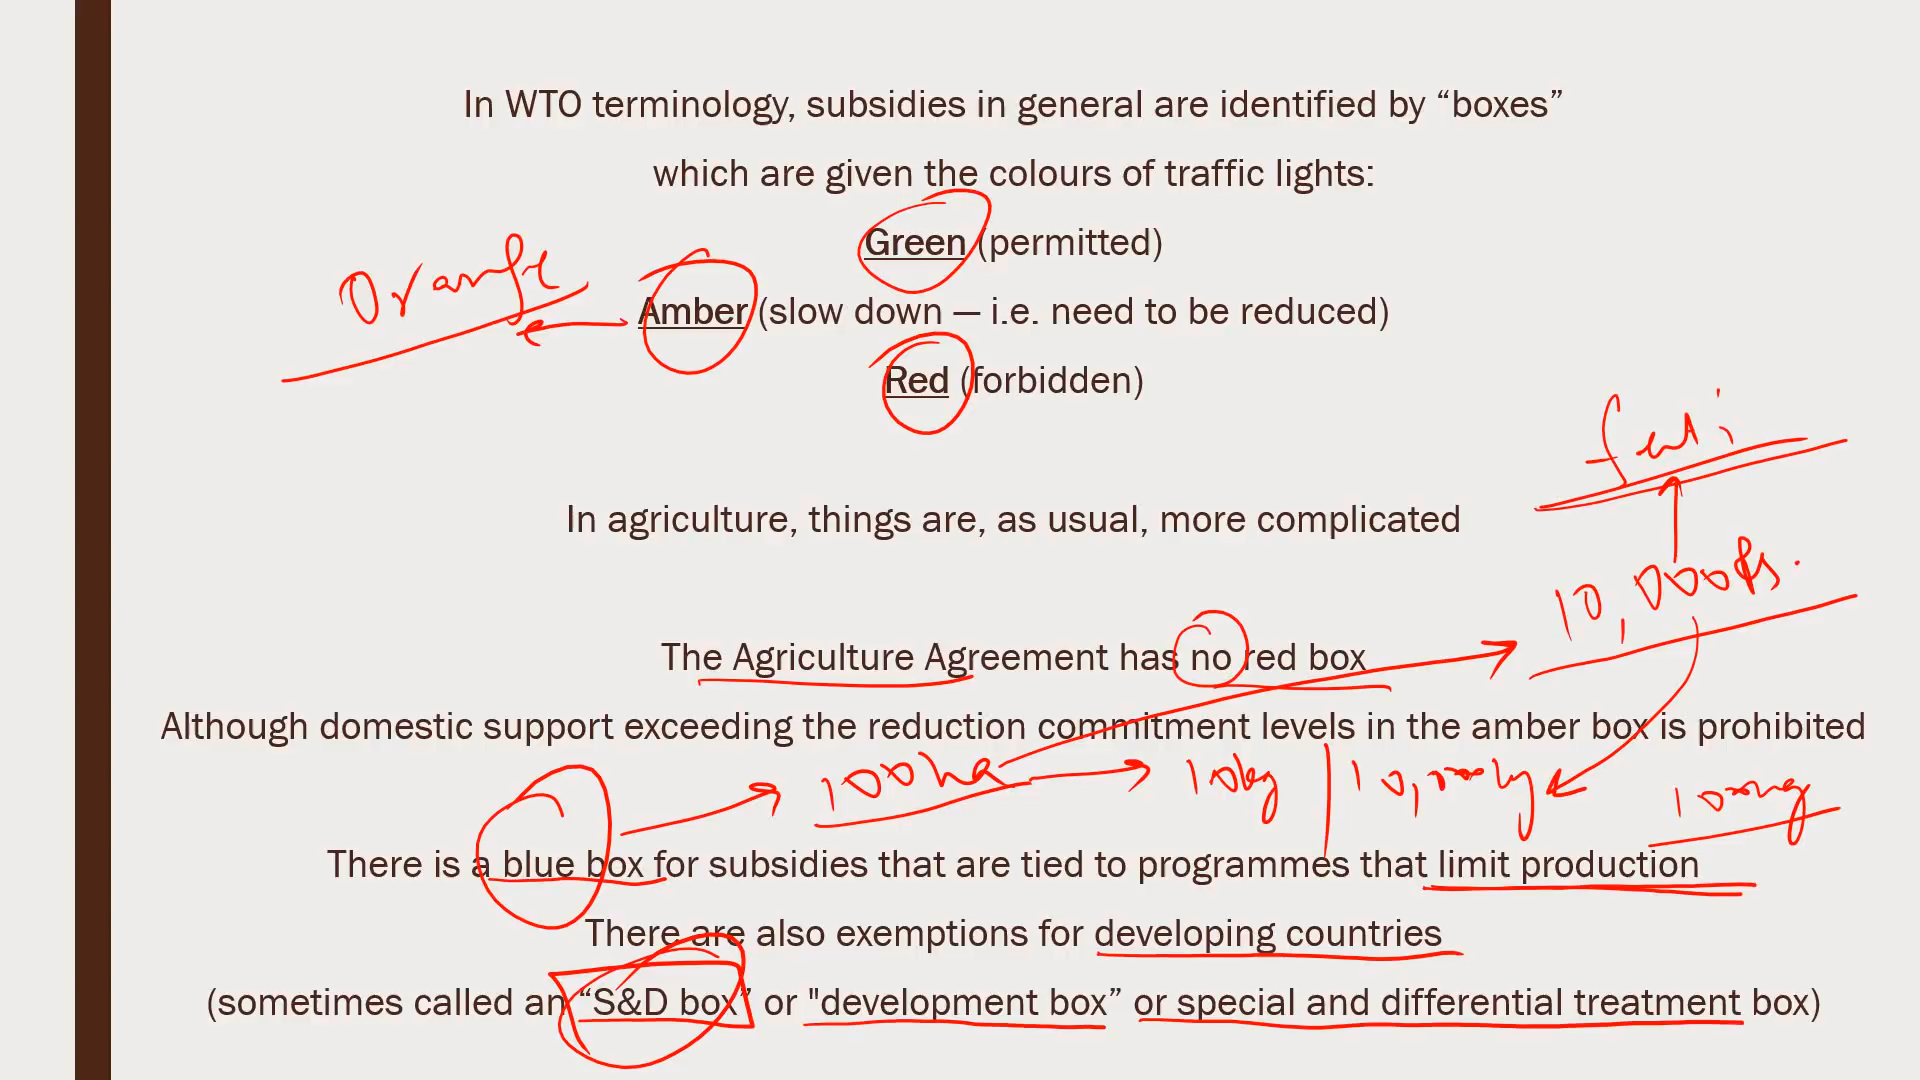 In WTO terminology, subsidies in general are identified by “boxes”
which are given the colours of traffic lights:
Green (permitted)
Orange
Amber (slow down — i.e. need to be reduced)
Red (forbidden)
In agriculture, things are, as usual, more complicated
10,000
The Agriculture Agreement has no red box
Although domestic support exceeding the reduction commitment levels in the amber box is prohibited
100ha 10kg
There is a blue box for subsidies that are tied to programmes that limit production
There are also exemptions for developing countries
(sometimes called an “S&D box” or "development box” or special and differential treatment box)